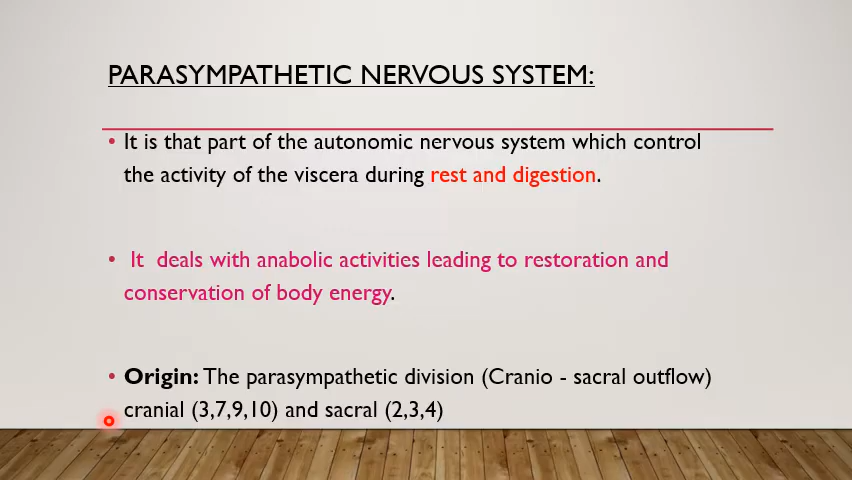 PARASYMPATHETIC NERVOUS SYSTEM:
• It is that part of the autonomic nervous system which control
the activity of the viscera during rest and digestion.
• It deals with anabolic activities leading to restoration and
conservation of body energy.
• Origin: The parasympathetic division (Cranio - sacral outflow)
cranial (3,7,9,10) and sacral (2,3,4)